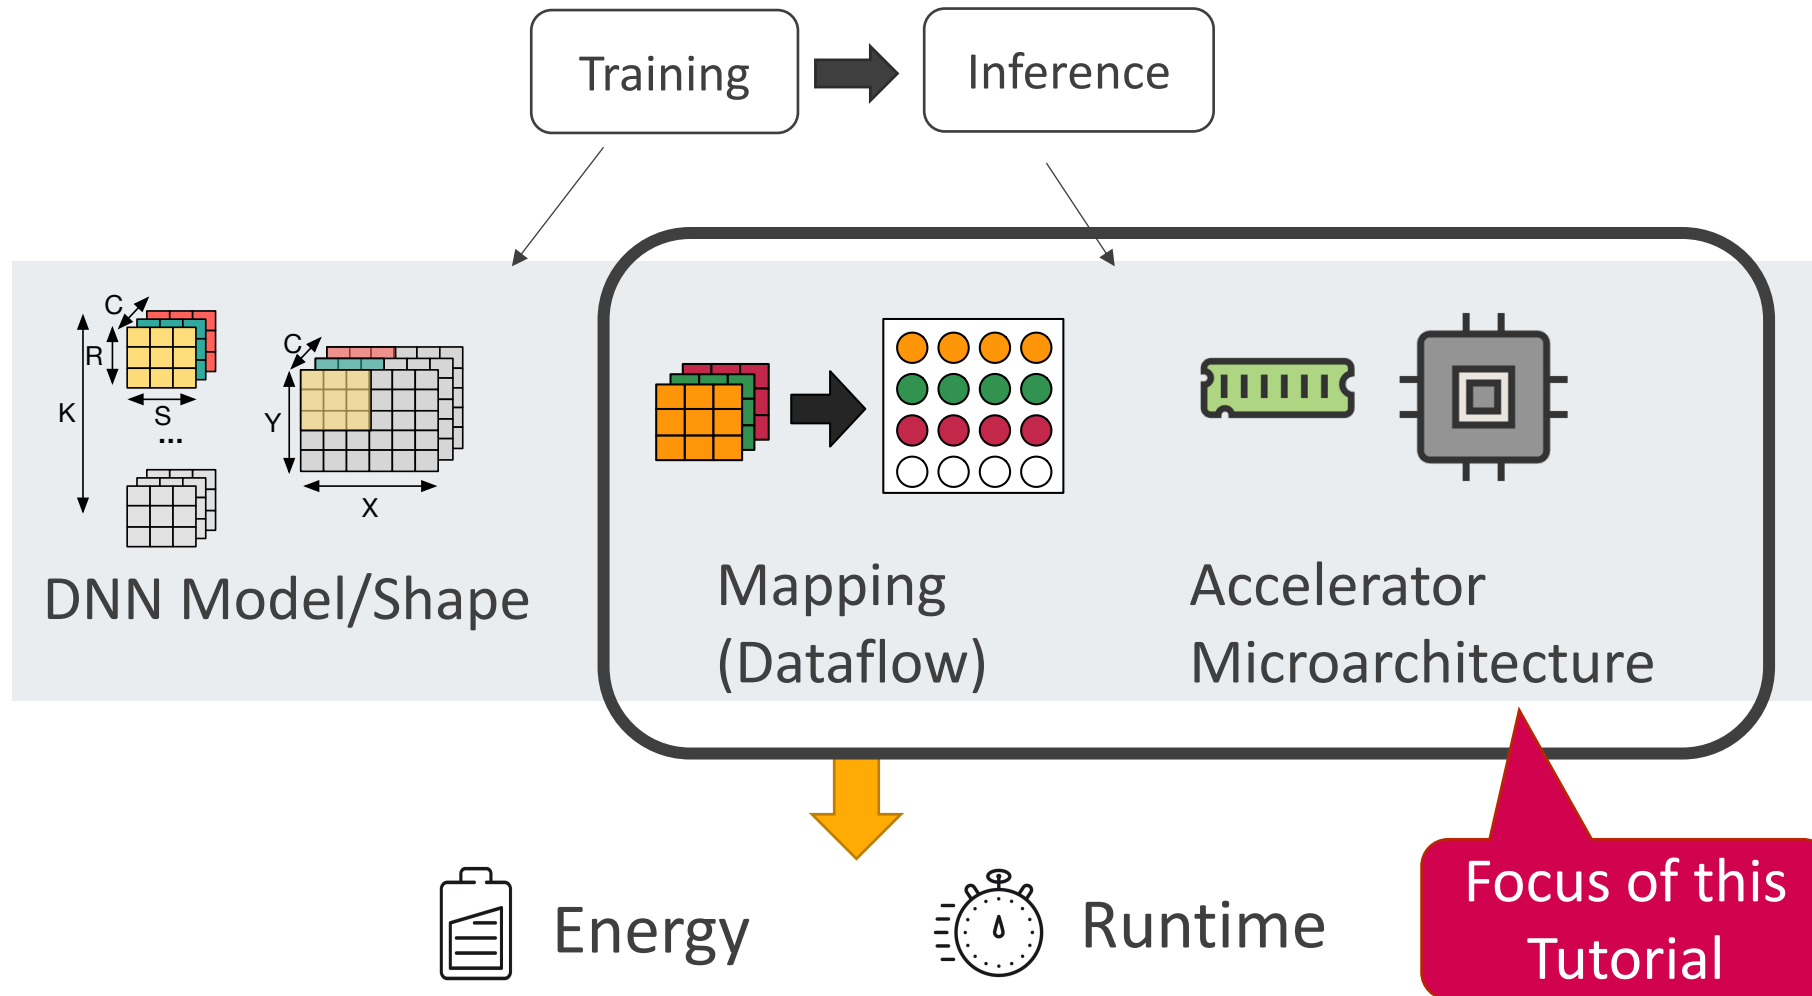 Training
Inference
C
R
K
S
...
C
Y
X
DNN Model/Shape
Mapping
(Dataflow)
Accelerator
Microarchitecture
Energy
Runtime
Focus of this
Tutorial